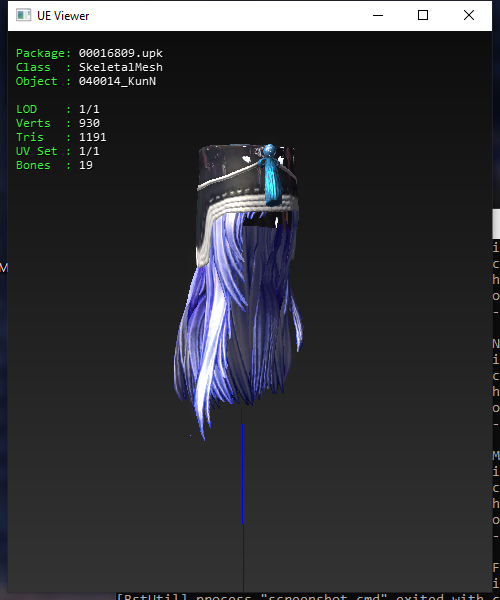 UE Viewer
Package: 00016809.upk
Class  : SkeletalMesh
Object : 040014_KunN
LOD    : 1/1
Verts  : 930
Tris   : 1191
UV Set : 1/1
Bones  : 19
M
i
c
h
o
-
N
i
c
h
o
-
M
i
c
h
o
-
F
i
[BstUtil] process "screenshot.cmd" exited with c